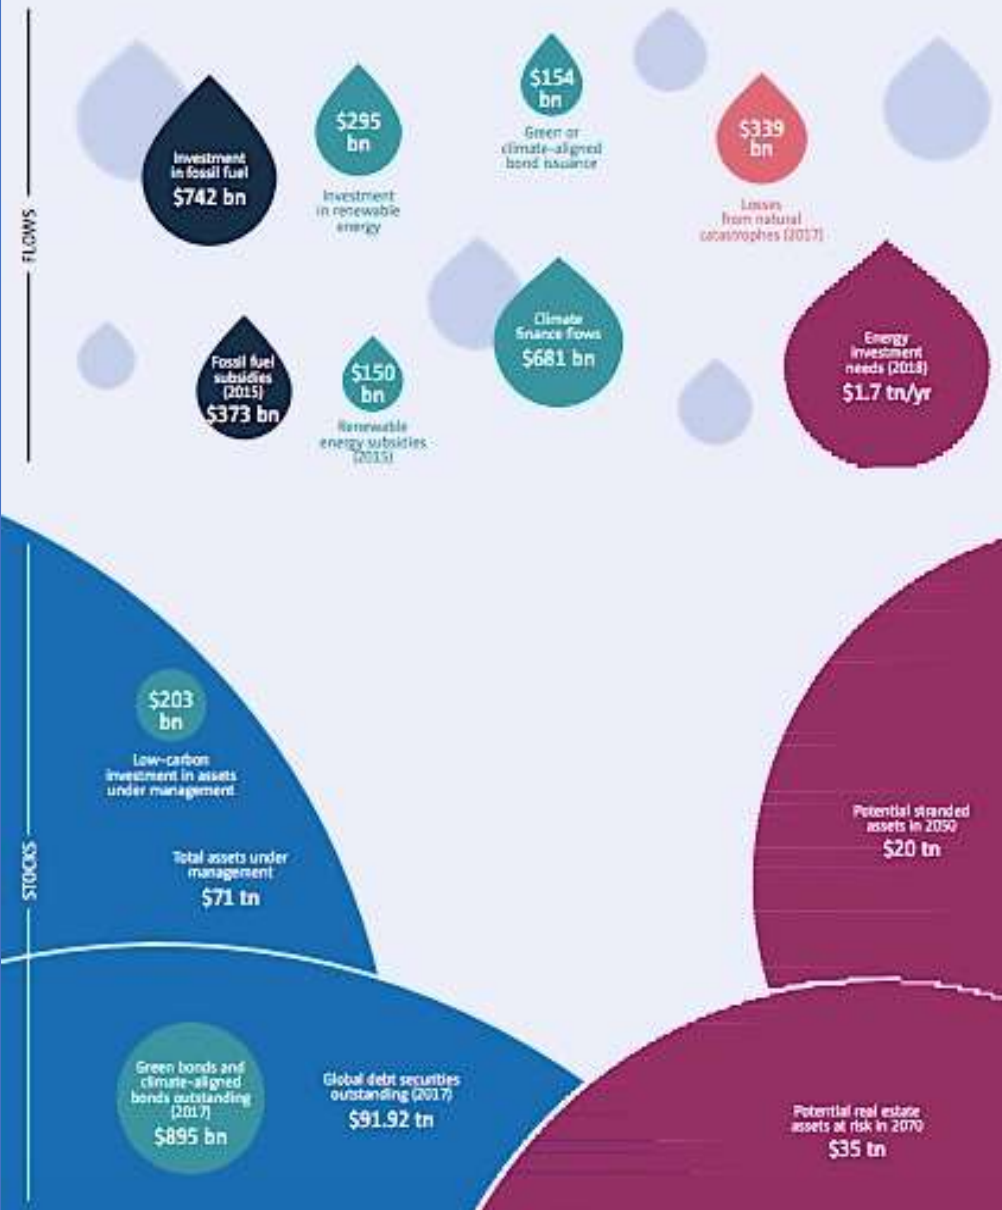 FLOWS
Investment
in fossil fuel
$742 bn
$295
bn
Investment
in renewable
energy
$154
bn
Green or
climate-aligned
bond issuance
$339
bn
Losses
from natural
catastrophes (2017)
Fossil fuel
subsidies
(2015)
$373 bn
$150
bn
Renewable
energy subsidies
(2015)
Climate
finance flows
$681 bn
Energy
investment
needs (2018)
$1.7 tn/yr
STOCKS
$203
bn
Low-carbon
investment in assets
under management
Total assets under
management
$71 tn
Potential stranded
assets in 2050
$20 tn
Green bonds and
climate-aligned
bonds outstanding
(2017)
$895 bn
Global debt securities
outstanding (2017)
$91.92 tn
Potential real estate
assets at risk in 2070
$35 tn